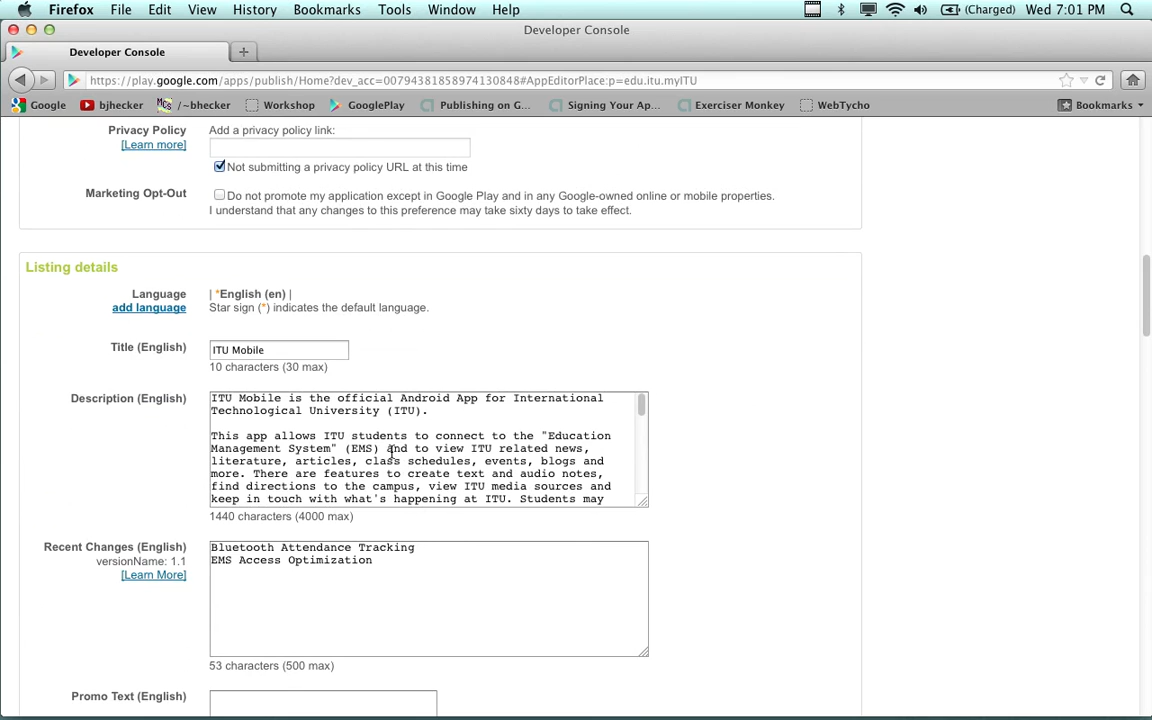 Firefox File Edit View History Bookmarks Tools Window Help (Charged) Wed 7:01 PM
Developer Console
Developer Console
https://play.google.com/apps/publish/Home?dev_acc=00794381858974130848#AppEditorPlace:p=edu.itu.myITU
Google bjhecker /~bhecker Workshop GooglePlay Publishing on G... Signing Your Ap... Exerciser Monkey WebTycho Bookmarks
Privacy Policy Add a privacy policy link:
[Learn more]
Not submitting a privacy policy URL at this time
Marketing Opt-Out Do not promote my application except in Google Play and in any Google-owned online or mobile properties.
I understand that any changes to this preference may take sixty days to take effect.
Listing details
Language | *English (en) |
add language Star sign (*) indicates the default language.
Title (English) ITU Mobile
10 characters (30 max)
Description (English) ITU Mobile is the official Android App for International
Technological University (ITU).
This app allows ITU students to connect to the "Education
Management System" (EMS) and to view ITU related news,
literature, articles, class schedules, events, blogs and
more. There are features to create text and audio notes,
find directions to the campus, view ITU media sources and
keep in touch with what's happening at ITU. Students may
1440 characters (4000 max)
Recent Changes (English) Bluetooth Attendance Tracking
versionName: 1.1 EMS Access Optimization
[Learn More]
53 characters (500 max)
Promo Text (English)